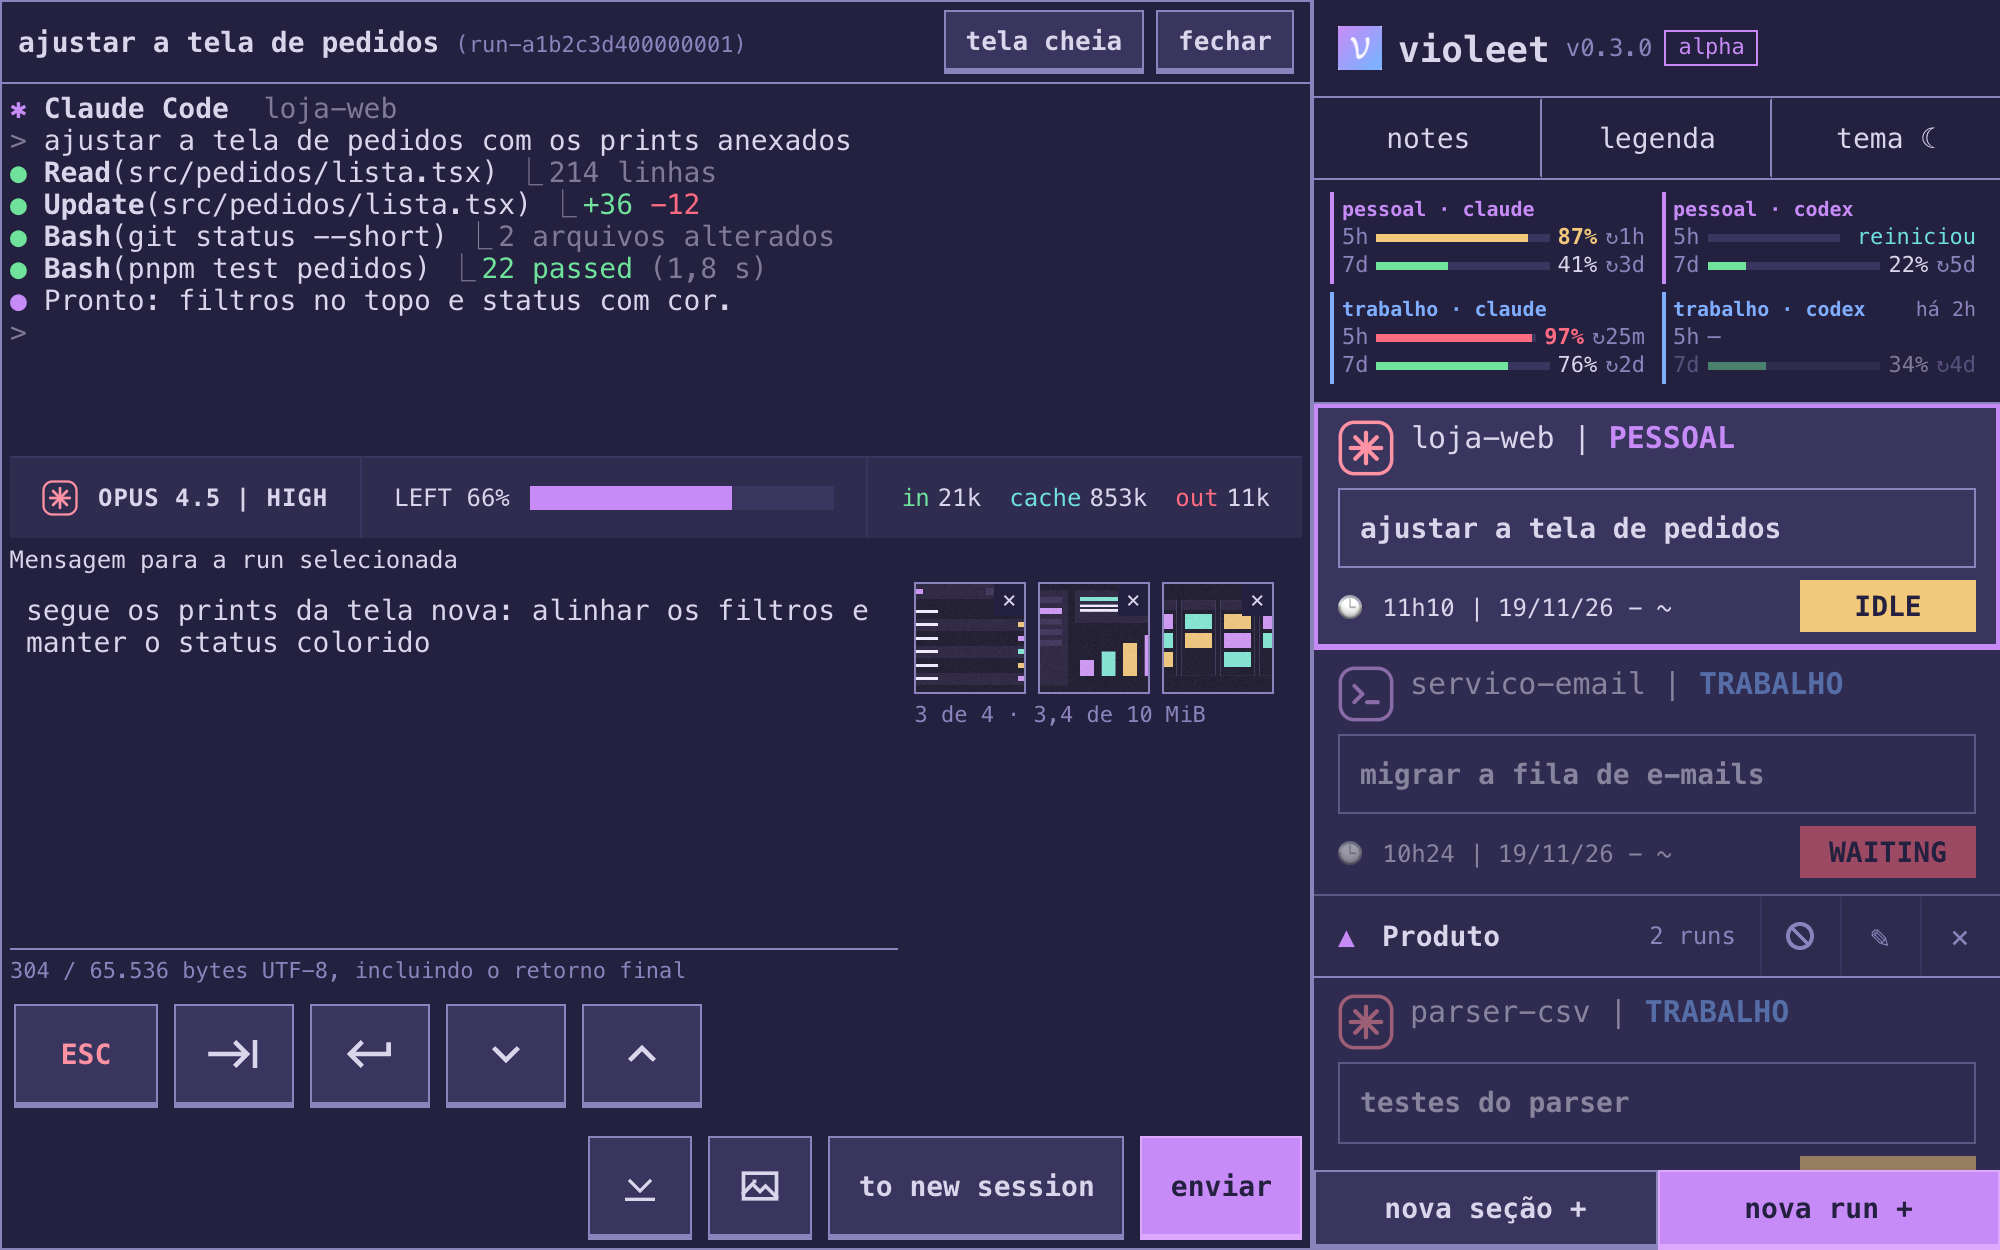 ajustar a tela de pedidos (run-a1b2c3d400000001)
tela cheia
fechar
✱ Claude Code loja-web
> ajustar a tela de pedidos com os prints anexados
● Read(src/pedidos/lista.tsx) ⎿ 214 linhas
● Update(src/pedidos/lista.tsx) ⎿ +36 −12
● Bash(git status --short) ⎿ 2 arquivos alterados
● Bash(pnpm test pedidos) ⎿ 22 passed (1,8 s)
● Pronto: filtros no topo e status com cor.
>
OPUS 4.5 | HIGH
LEFT 66%
in 21k cache 853k out 11k
Mensagem para a run selecionada
segue os prints da tela nova: alinhar os filtros e
manter o status colorido
3 de 4 · 3,4 de 10 MiB
304 / 65.536 bytes UTF-8, incluindo o retorno final
ESC
to new session
enviar
violeet v0.3.0 alpha
notes
legenda
tema ☾
pessoal · claude
5h 87% ↻1h
7d 41% ↻3d
pessoal · codex
5h reiniciou
7d 22% ↻5d
trabalho · claude
5h 97% ↻25m
7d 76% ↻2d
trabalho · codex há 2h
5h —
7d 34% ↻4d
loja-web | PESSOAL
ajustar a tela de pedidos
11h10 | 19/11/26 — ~
IDLE
servico-email | TRABALHO
migrar a fila de e-mails
10h24 | 19/11/26 — ~
WAITING
▲ Produto 2 runs ✎ ×
parser-csv | TRABALHO
testes do parser
nova seção +
nova run +